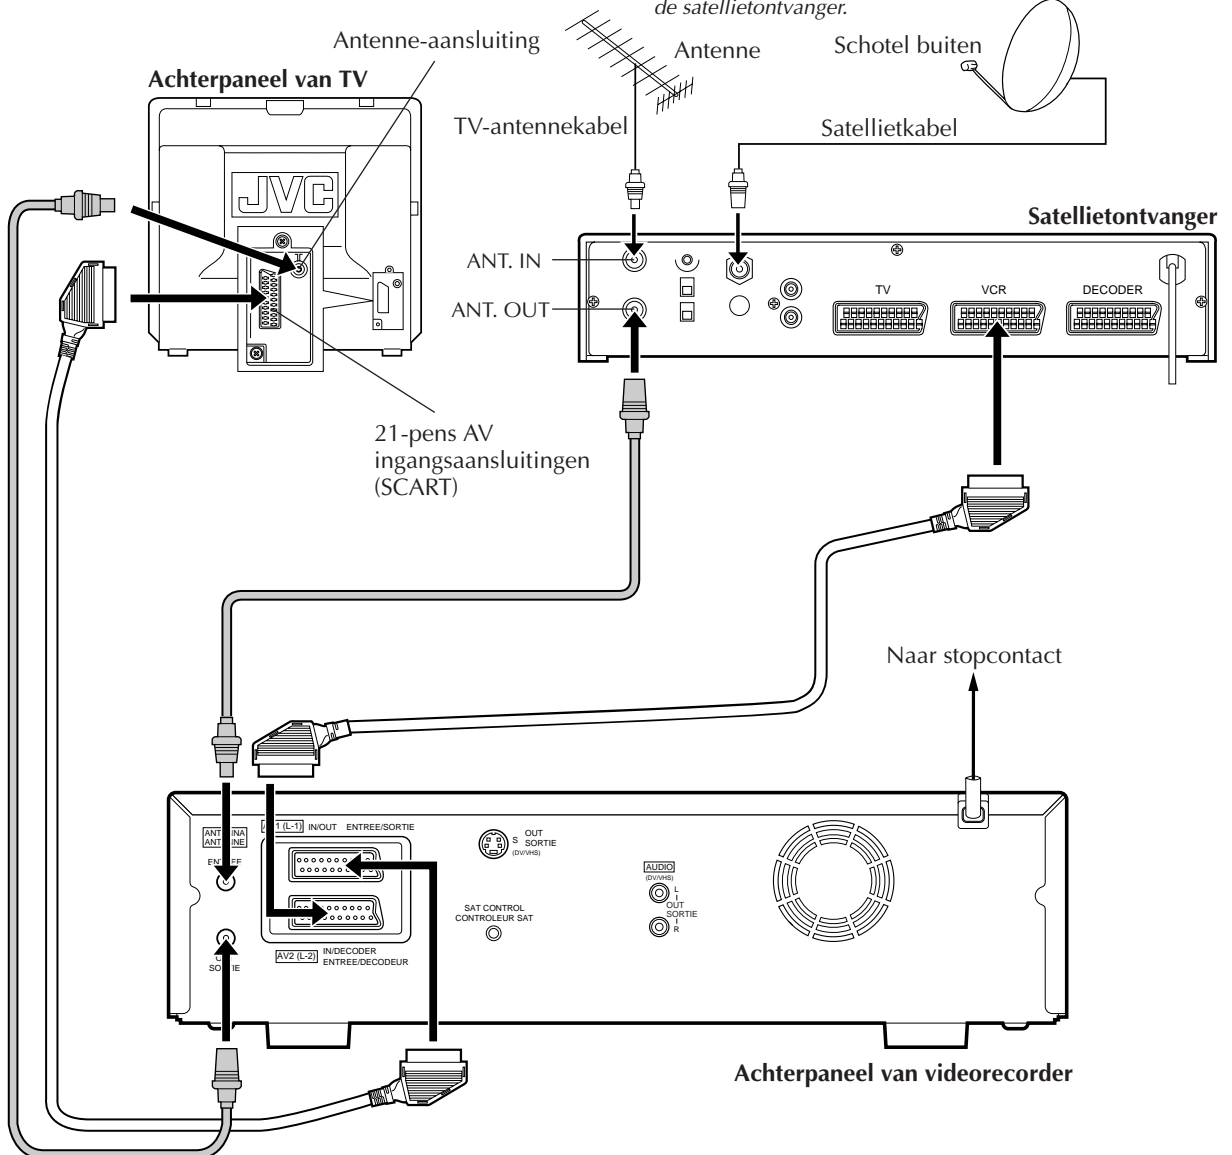 de satellietontvanger.
Antenne-aansluiting
Antenne
Schotel buiten
Achterpaneel van TV
TV-antennekabel
Satellietkabel
JVC
Satellietontvanger
ANT. IN
ANT. OUT
TV
VCR
DECODER
21-pens AV
ingangsaansluitingen
(SCART)
Naar stopcontact
ANTENNE
(L-1) IN/OUT ENTREE/SORTIE
OUT
S SORTIE
(DV/VHS)
AUDIO
(DV/VHS)
L
OUT
SORTIE
R
SAT CONTROL
CONTROLEUR SAT
AV2 (L-2) IN/DECODER
ENTREE/DECODEUR
Achterpaneel van videorecorder